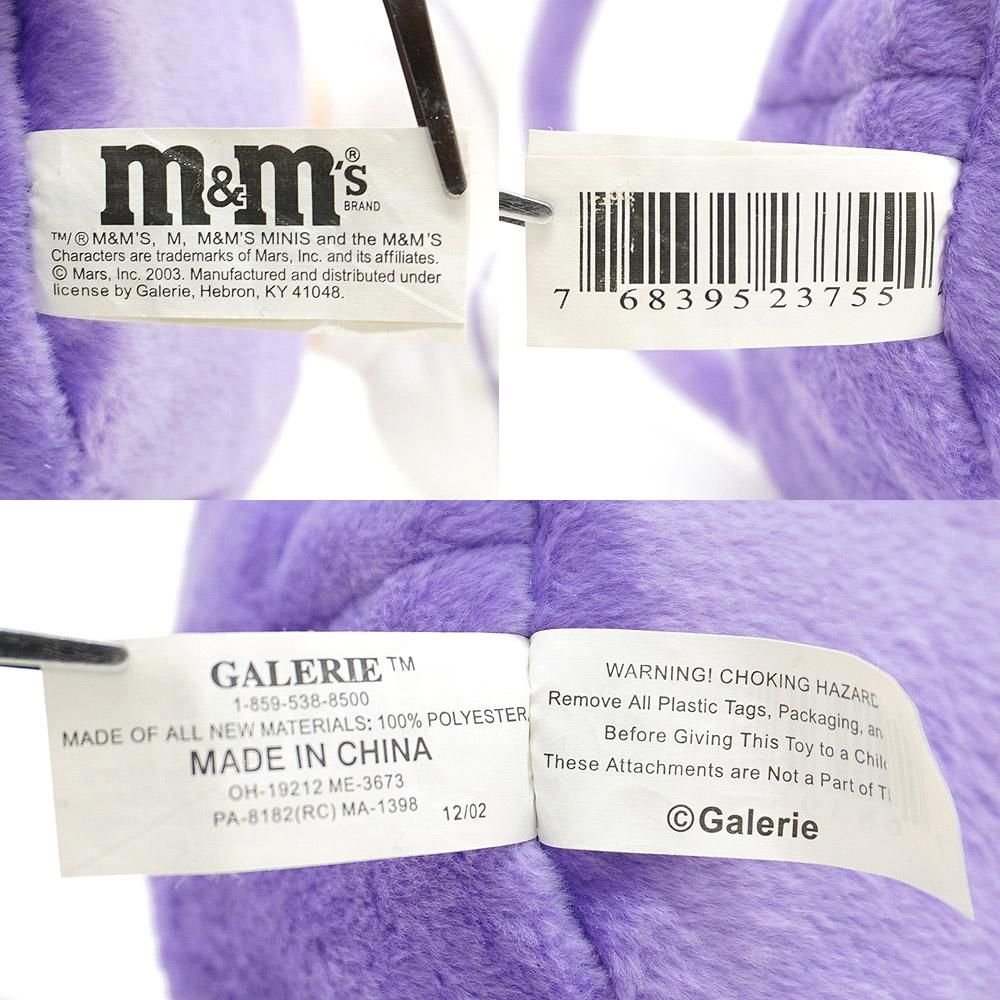 m&m's®
BRAND
™/® M&M'S, M, M&M'S MINIS and the M&M'S
Characters are trademarks of Mars, Inc. and its affiliates.
© Mars, Inc. 2003. Manufactured and distributed under
license by Galerie, Hebron, KY 41048.
7 68395 23755
GALERIE™
1-859-538-8500
MADE OF ALL NEW MATERIALS: 100% POLYESTER
MADE IN CHINA
OH-19212 ME-3673
PA-8182(RC) MA-1398 12/02
WARNING! CHOKING HAZARD
Remove All Plastic Tags, Packaging,
Before Giving This Toy to a
These Attachments are Not a Part of
©Galerie